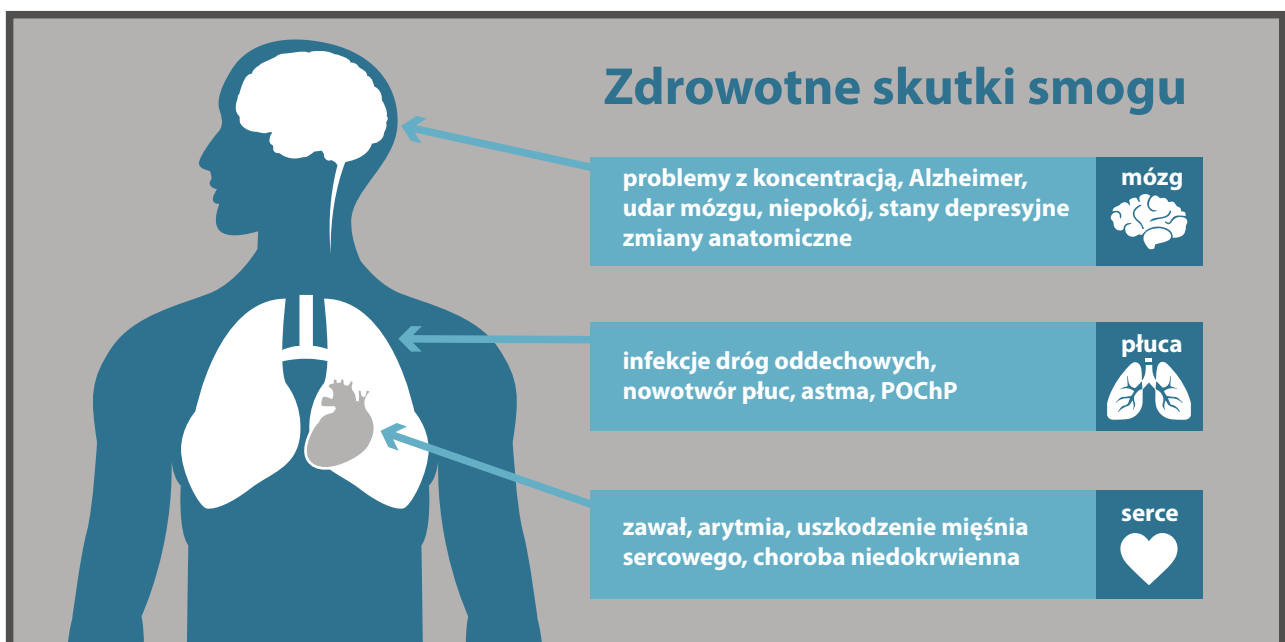 Zdrowotne skutki smogu
problemy z koncentracją, Alzheimer,
udar mózgu, niepokój, stany depresyjne
zmiany anatomiczne
mózg
infekcje dróg oddechowych,
nowotwór płuc, astma, POChP
płuca
zawał, arytmia, uszkodzenie mięśnia
sercowego, choroba niedokrwienna
serce